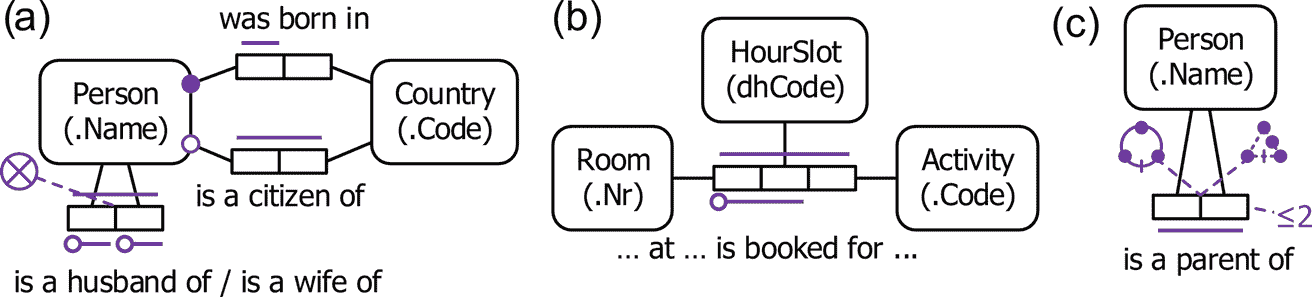 (a)
was born in
Person
(.Name)
Country
(.Code)
is a citizen of
is a husband of / is a wife of
(b)
HourSlot
(dhCode)
Room
(.Nr)
Activity
(.Code)
... at ... is booked for ...
(c)
Person
(.Name)
≤2
is a parent of